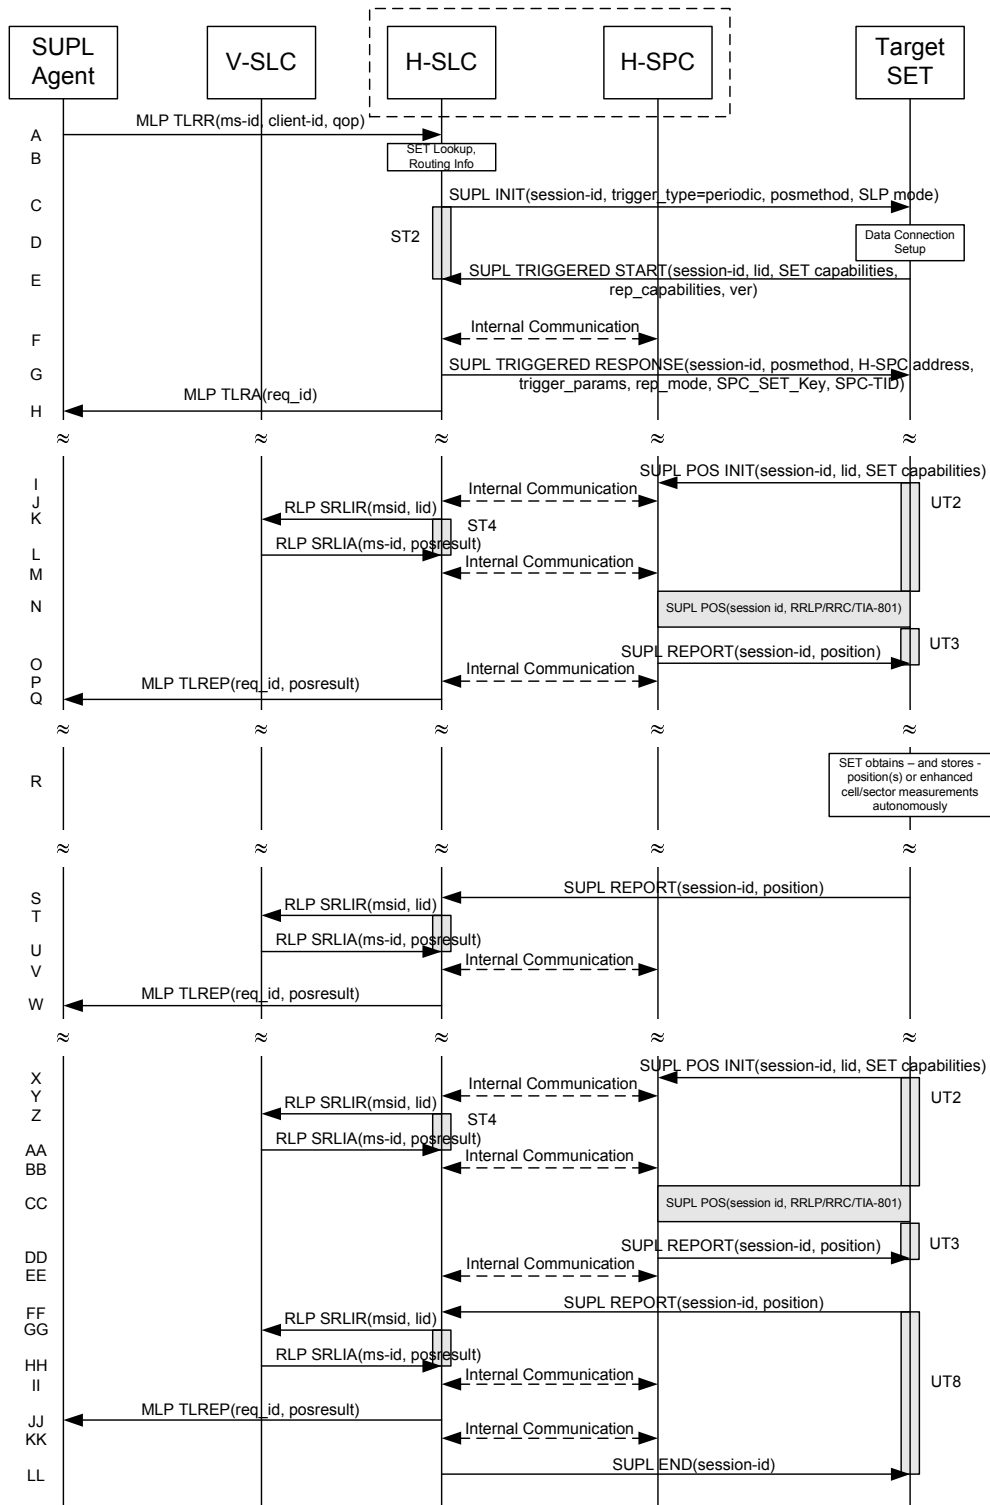 SUPL
Agent
V-SLC
H-SLC
H-SPC
Target
SET
A
MLP TLRR(ms-id, client-id, qop)
B
SET Lookup,
Routing Info
C
SUPL INIT(session-id, trigger_type=periodic, posmethod, SLP mode)
D
ST2
Data Connection
Setup
E
SUPL TRIGGERED START(session-id, lid, SET capabilities,
rep_capabilities, ver)
F
Internal Communication
G
SUPL TRIGGERED RESPONSE(session-id, posmethod, H-SPC address,
trigger_params, rep_mode, SPC_SET_Key, SPC-TID)
H
MLP TLRA(req_id)
≈ ≈ ≈ ≈ ≈
I
SUPL POS INIT(session-id, lid, SET capabilities)
J
Internal Communication
UT2
K
RLP SRLIR(msid, lid)
ST4
L
RLP SRLIA(ms-id, posresult)
M
Internal Communication
N
SUPL POS(session id, RRLP/RRC/TIA-801)
UT3
O
SUPL REPORT(session-id, position)
P
Internal Communication
Q
MLP TLREP(req_id, posresult)
≈ ≈ ≈ ≈ ≈
R
SET obtains – and stores -
position(s) or enhanced
cell/sector measurements
autonomously
≈ ≈ ≈ ≈ ≈
S
SUPL REPORT(session-id, position)
T
RLP SRLIR(msid, lid)
U
RLP SRLIA(ms-id, posresult)
V
Internal Communication
W
MLP TLREP(req_id, posresult)
≈ ≈ ≈ ≈ ≈
X
SUPL POS INIT(session-id, lid, SET capabilities)
Y
Internal Communication
UT2
Z
RLP SRLIR(msid, lid)
ST4
AA
RLP SRLIA(ms-id, posresult)
BB
Internal Communication
CC
SUPL POS(session id, RRLP/RRC/TIA-801)
UT3
DD
SUPL REPORT(session-id, position)
EE
Internal Communication
FF
SUPL REPORT(session-id, position)
GG
RLP SRLIR(msid, lid)
HH
RLP SRLIA(ms-id, posresult)
II
Internal Communication
UT8
JJ
MLP TLREP(req_id, posresult)
KK
Internal Communication
LL
SUPL END(session-id)